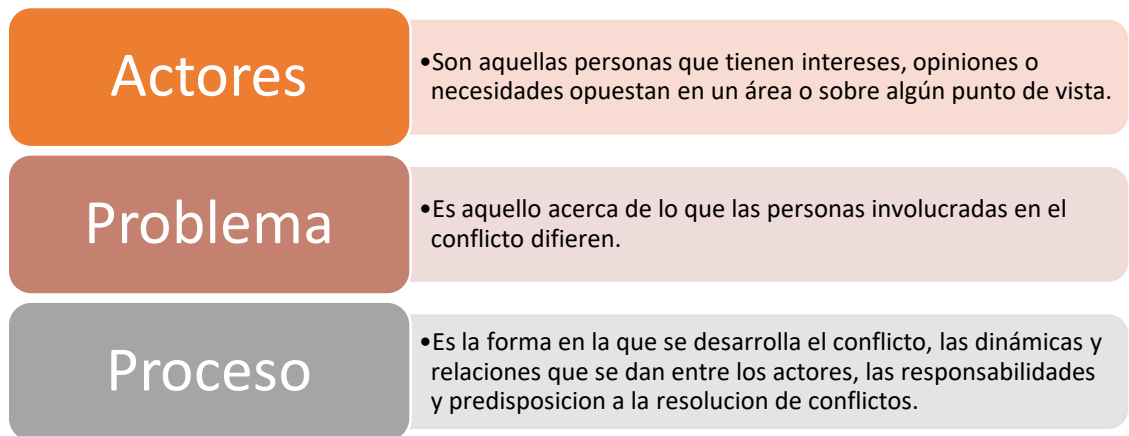 Actores
•Son aquellas personas que tienen intereses, opiniones o
necesidades opuestan en un área o sobre algún punto de vista.
Problema
•Es aquello acerca de lo que las personas involucradas en el
conflicto difieren.
Proceso
•Es la forma en la que se desarrolla el conflicto, las dinámicas y
relaciones que se dan entre los actores, las responsabilidades
y predisposicion a la resolucion de conflictos.